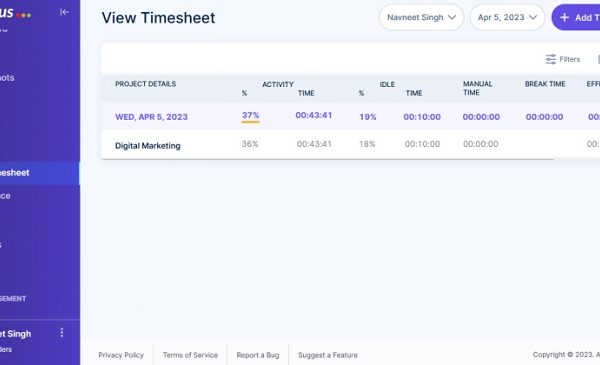 us
View Timesheet
Navneet Singh
Apr 5, 2023
+ Add T
Filters
PROJECT DETAILS
ACTIVITY
% TIME
IDLE
% TIME
MANUAL
TIME
BREAK TIME
EFF
WED, APR 5, 2023 37% 00:43:41 19% 00:10:00 00:00:00 00:00:00 00:
Digital Marketing 36% 00:43:41 18% 00:10:00 00:00:00 00:
ots
mesheet
ce
s
SEMENT
et Singh
ders
Privacy Policy
Terms of Service
Report a Bug
Suggest a Feature
Copyright © 2023. A